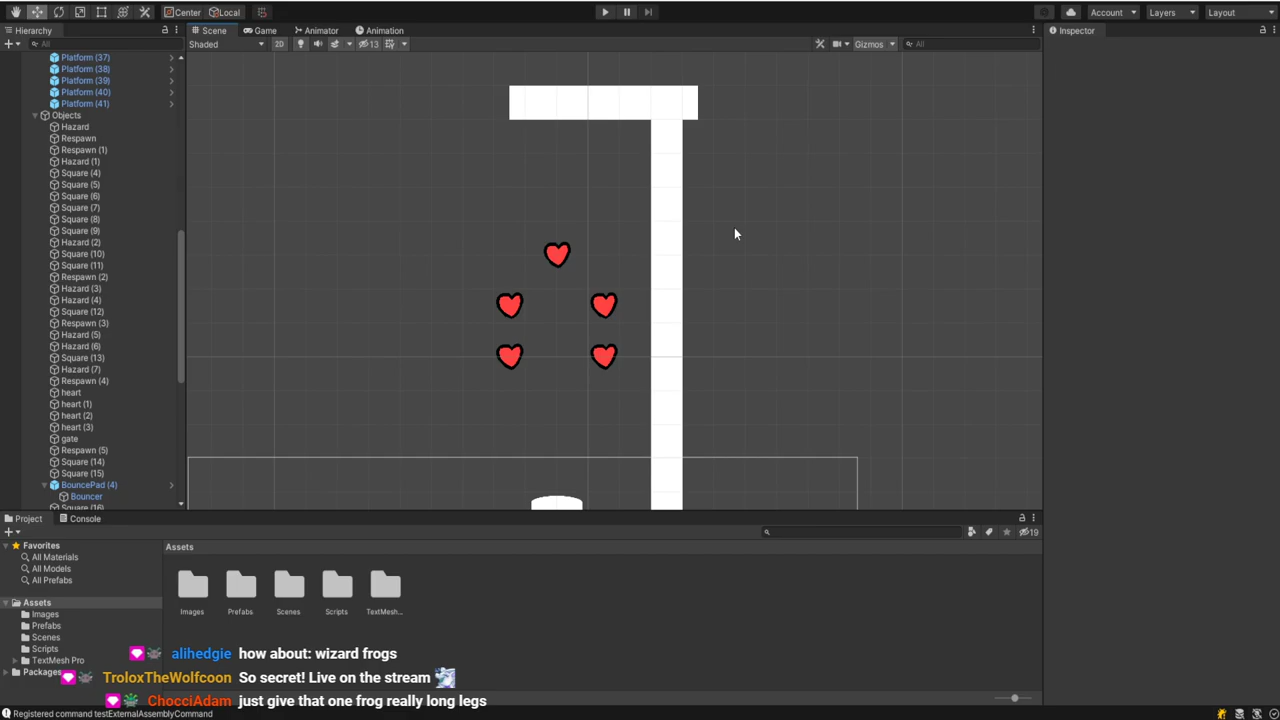 Center Local Account Layers Layout
Hierarchy Scene Game Animator Animation Inspector
All Shaded 2D 13 Gizmos All
Platform (37)
Platform (38)
Platform (39)
Platform (40)
Platform (41)
Objects
Hazard
Respawn
Respawn (1)
Hazard (1)
Square (4)
Square (5)
Square (6)
Square (7)
Square (8)
Square (9)
Hazard (2)
Square (10)
Square (11)
Respawn (2)
Hazard (3)
Hazard (4)
Square (12)
Respawn (3)
Hazard (5)
Hazard (6)
Square (13)
Hazard (7)
Respawn (4)
heart
heart (1)
heart (2)
heart (3)
gate
Respawn (5)
Square (14)
Square (15)
BouncePad (4)
Bouncer
Square (16)
Project Console
19
Favorites
All Materials
All Models
All Prefabs
Assets
Images
Prefabs
Scenes
Scripts
TextMesh Pro
Packages
Assets
Images Prefabs Scenes Scripts TextMesh...
alihedgie how about: wizard frogs
TroloxTheWolfcoon So secret! Live on the stream
ChocciAdam just give that one frog really long legs
Registered command testExternalAssemblyCommand